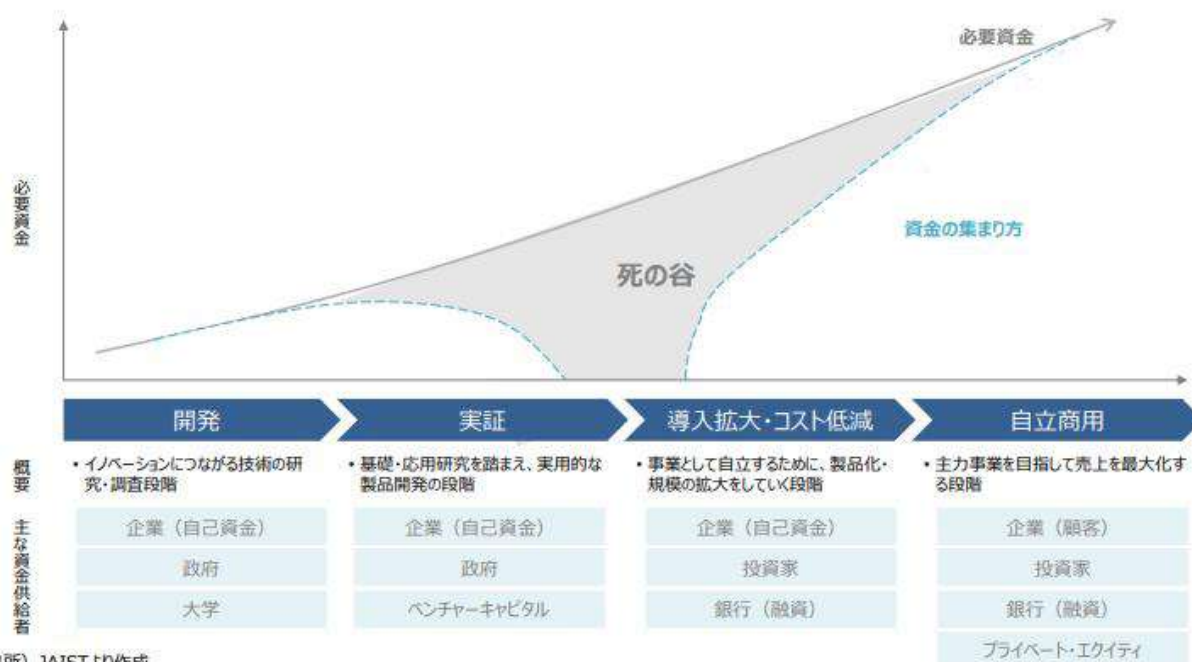 必要資金
必要資金
資金の集まり方
死の谷
開発
実証
導入拡大・コスト低減
自立商用
概要
・イノベーションにつながる技術の研
究・調査段階
・基礎・応用研究を踏まえ、実用的な
製品開発の段階
・事業として自立するために、製品化・
規模の拡大をしていく段階
・主力事業を目指して売上を最大化す
る段階
主な資金供給者
企業（自己資金）
政府
大学
企業（自己資金）
政府
ベンチャーキャピタル
企業（自己資金）
投資家
銀行（融資）
企業（顧客）
投資家
銀行（融資）
プライベート・エクイティ
所）JAISTより作成